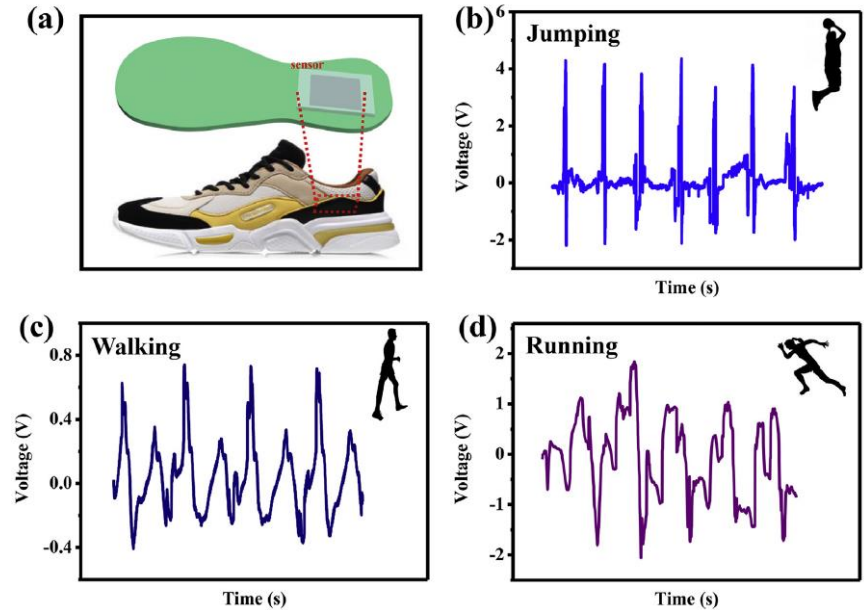 (a)
sensor
(b)
Jumping
6
4
2
0
-2
Voltage (V)
Time (s)
(c)
Walking
0.8
0.4
0.0
-0.4
Voltage (V)
Time (s)
(d)
Running
2
1
0
-1
-2
Voltage (V)
Time (s)